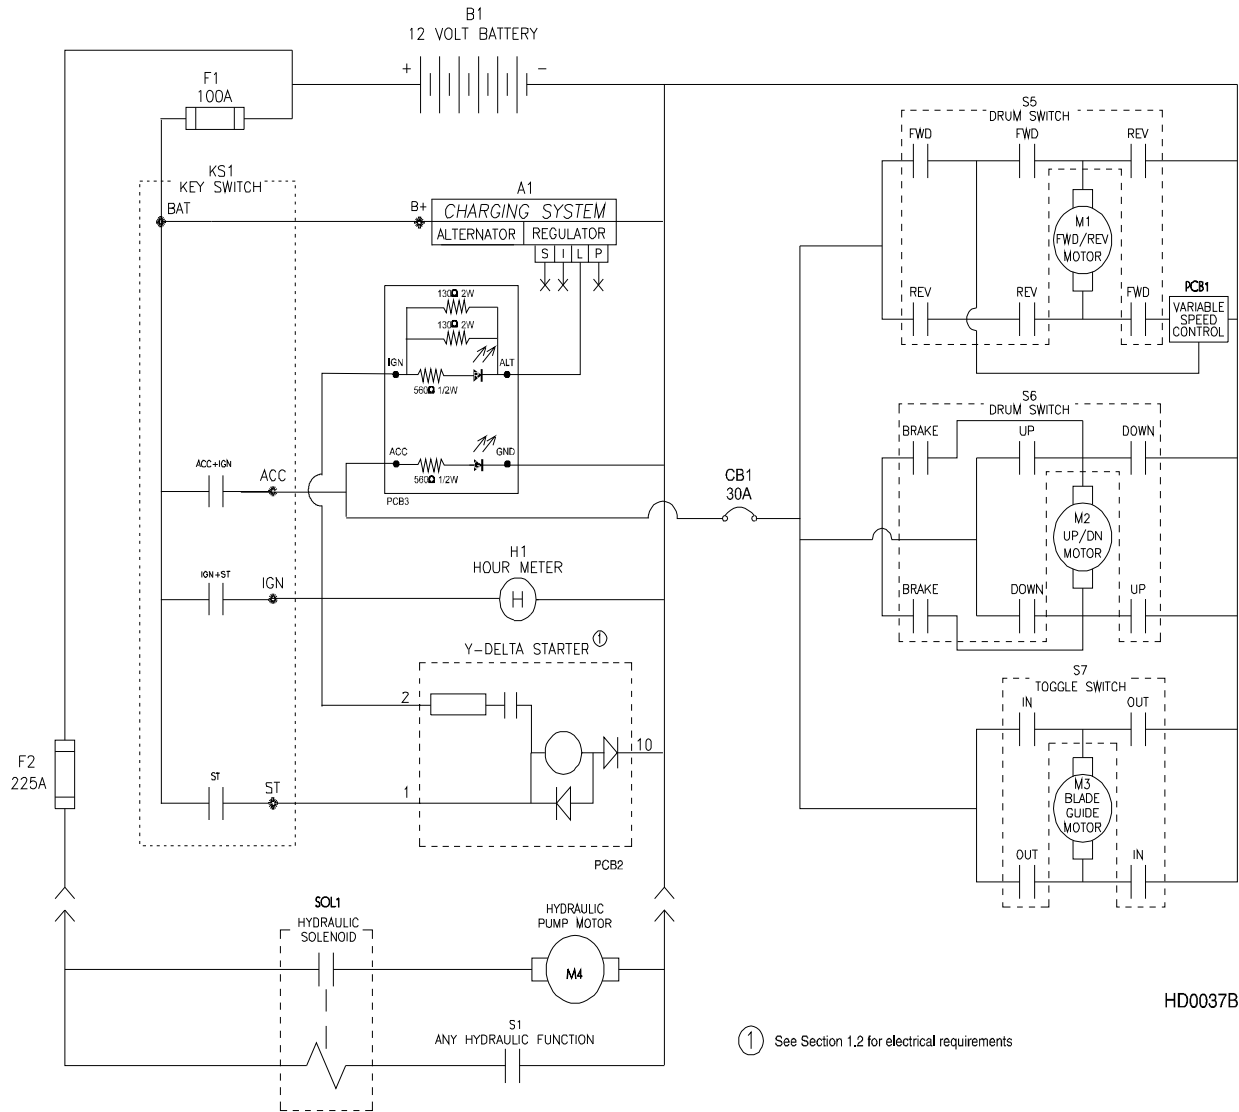 B1
12 VOLT BATTERY
+ -
F1
100A
KS1
KEY SWITCH
BAT
B+
A1
CHARGING SYSTEM
ALTERNATOR REGULATOR
S I L P
130Ω 2W
130Ω 2W
IGN
ALT
560Ω 1/2W
ACC
GND
560Ω 1/2W
PCB3
ACC+IGN
ACC
IGN+ST
IGN
H1
HOUR METER
H
Y-DELTA STARTER 1
2
10
1
PCB2
ST
ST
F2
225A
CB1
30A
S5
DRUM SWITCH
FWD FWD REV
M1
FWD/REV
MOTOR
REV REV FWD
PCB1
VARIABLE
SPEED
CONTROL
S6
DRUM SWITCH
BRAKE UP DOWN
M2
UP/DN
MOTOR
BRAKE DOWN UP
S7
TOGGLE SWITCH
IN OUT
M3
BLADE
GUIDE
MOTOR
OUT IN
SOL1
HYDRAULIC
SOLENOID
HYDRAULIC
PUMP MOTOR
M4
S1
ANY HYDRAULIC FUNCTION
HD0037B
1 See Section 1.2 for electrical requirements